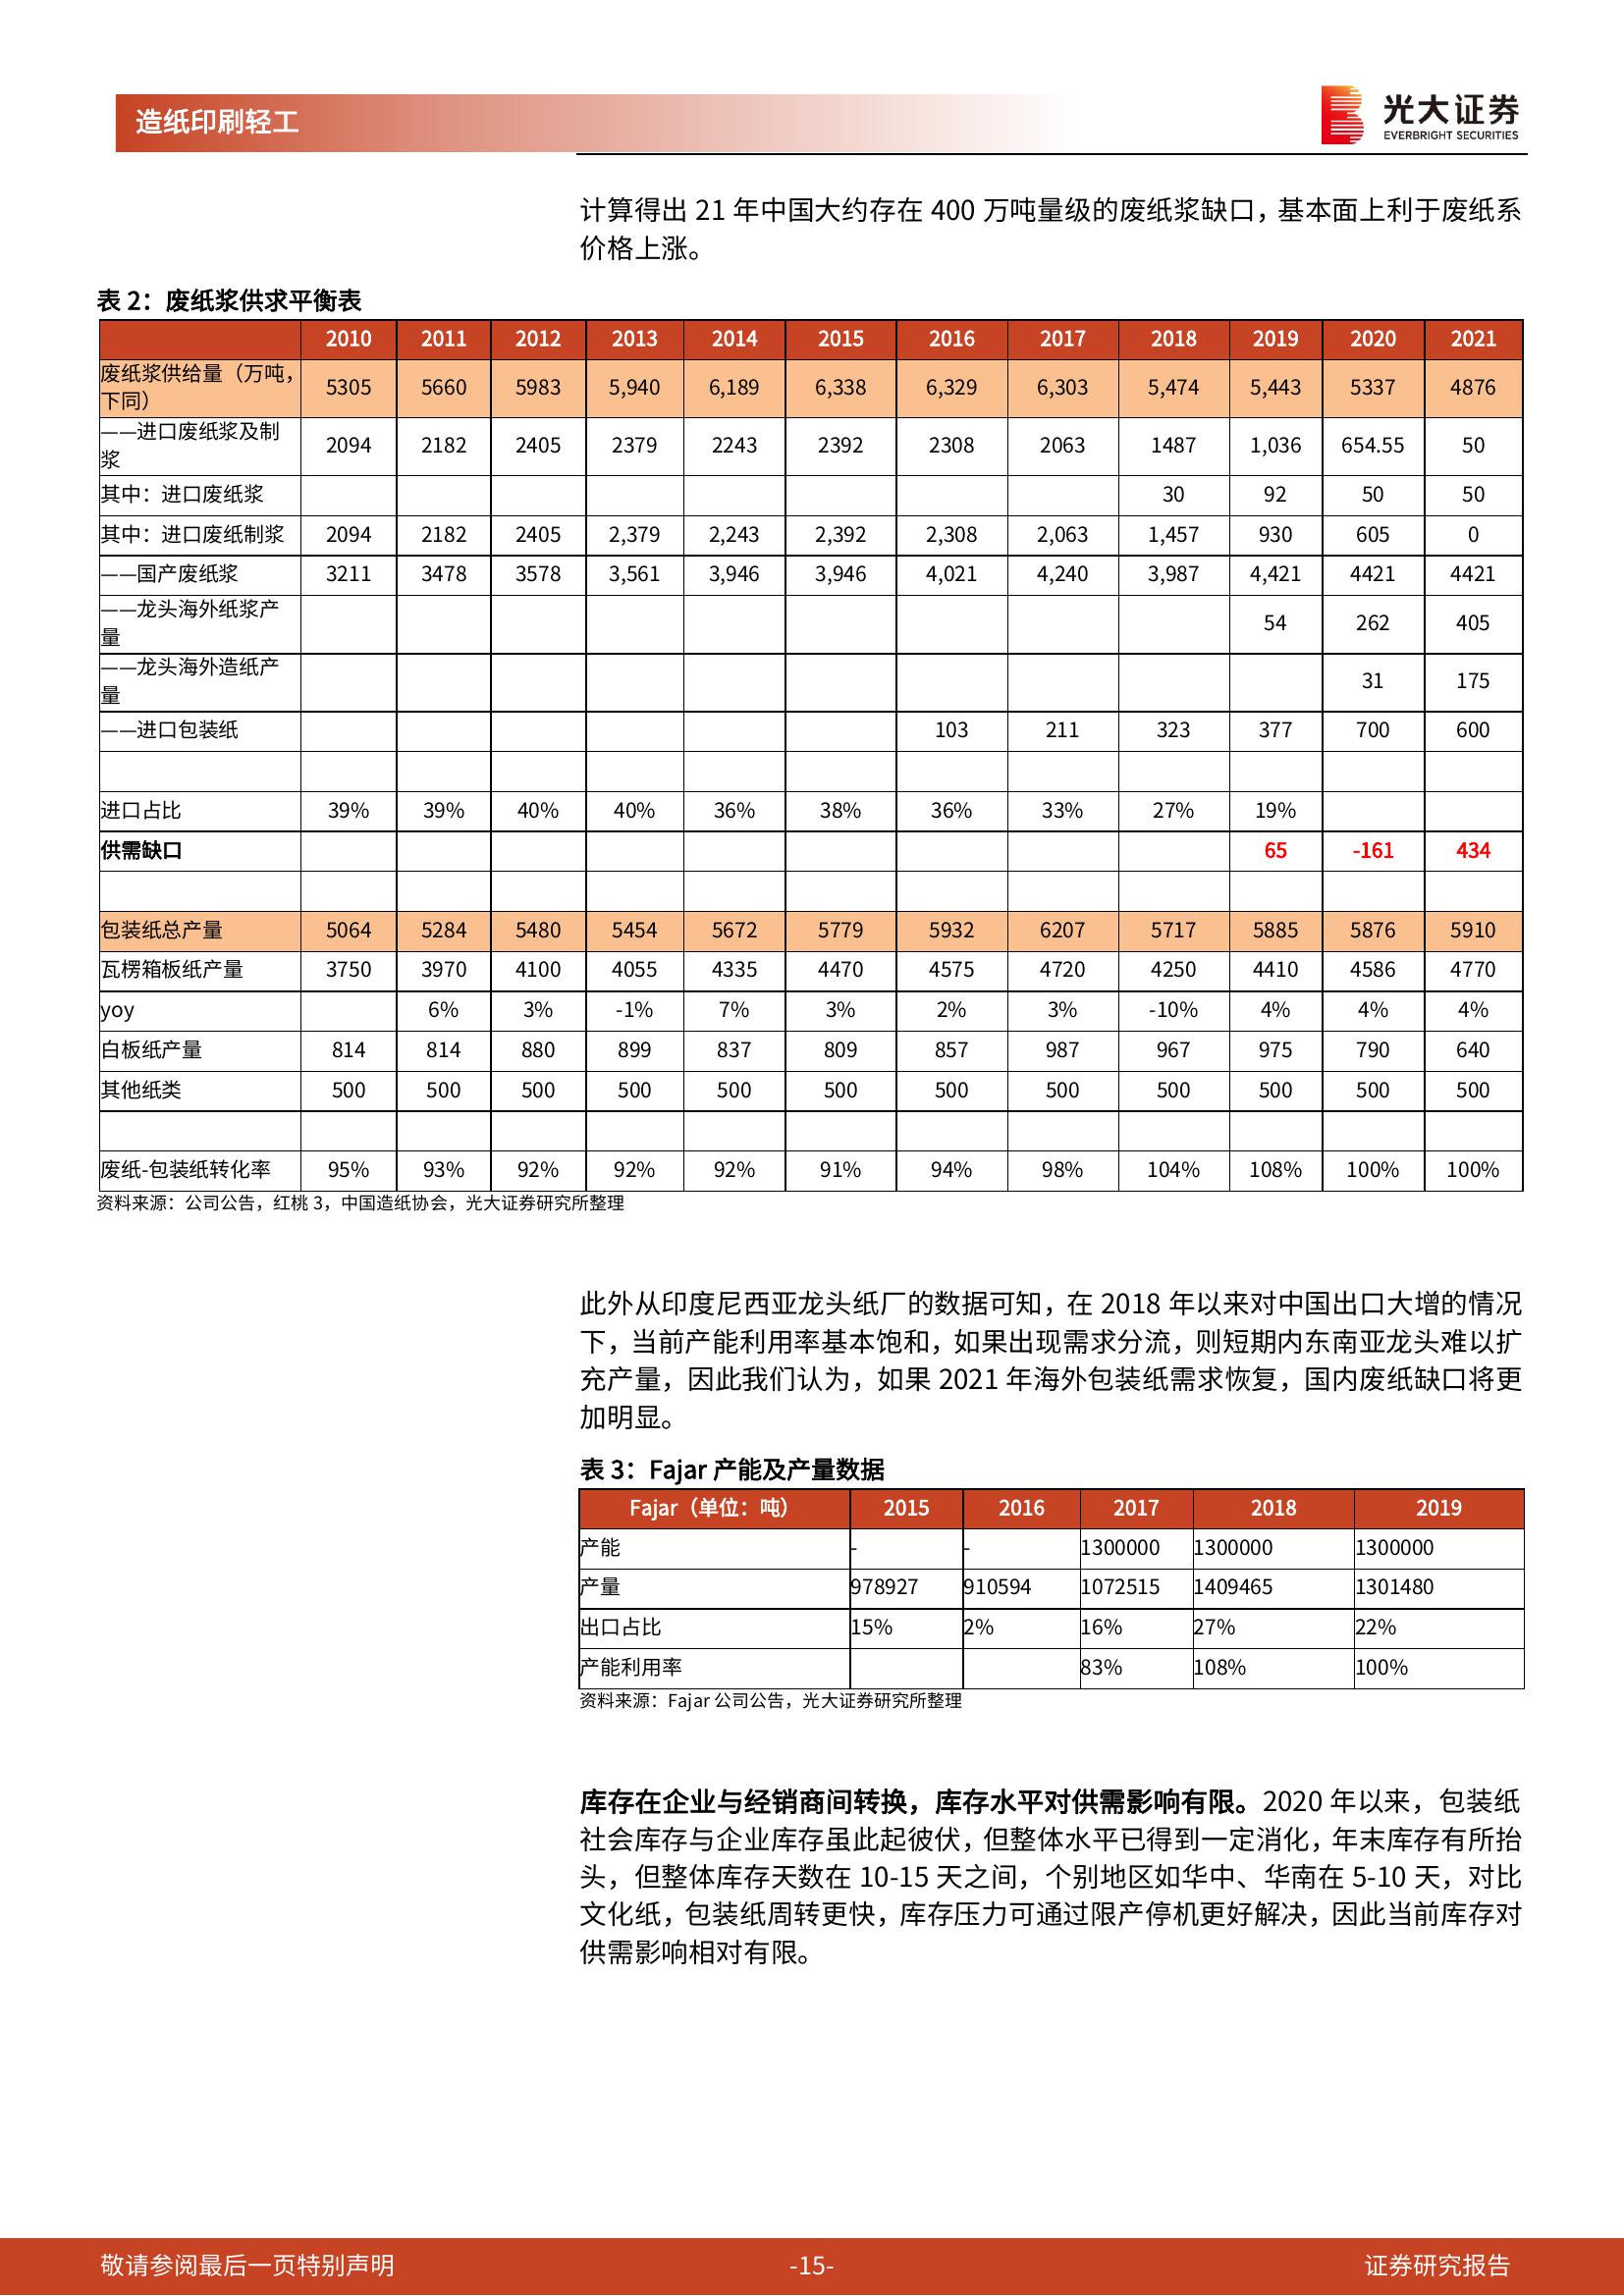 造纸印刷轻工
光大证券
EVERBRIGHT SECURITIES
计算得出 21 年中国大约存在 400 万吨量级的废纸浆缺口，基本面上利于废纸系
价格上涨。
表 2：废纸浆供求平衡表
2010 2011 2012 2013 2014 2015 2016 2017 2018 2019 2020 2021
废纸浆供给量（万吨，
下同） 5305 5660 5983 5,940 6,189 6,338 6,329 6,303 5,474 5,443 5337 4876
——进口废纸浆及制
浆 2094 2182 2405 2379 2243 2392 2308 2063 1487 1,036 654.55 50
其中：进口废纸浆 30 92 50 50
其中：进口废纸制浆 2094 2182 2405 2,379 2,243 2,392 2,308 2,063 1,457 930 605 0
——国产废纸浆 3211 3478 3578 3,561 3,946 3,946 4,021 4,240 3,987 4,421 4421 4421
——龙头海外纸浆产
量 54 262 405
——龙头海外造纸产
量 31 175
——进口包装纸 103 211 323 377 700 600
进口占比 39% 39% 40% 40% 36% 38% 36% 33% 27% 19%
供需缺口 65 -161 434
包装纸总产量 5064 5284 5480 5454 5672 5779 5932 6207 5717 5885 5876 5910
瓦楞箱板纸产量 3750 3970 4100 4055 4335 4470 4575 4720 4250 4410 4586 4770
yoy 6% 3% -1% 7% 3% 2% 3% -10% 4% 4% 4%
白板纸产量 814 814 880 899 837 809 857 987 967 975 790 640
其他纸类 500 500 500 500 500 500 500 500 500 500 500 500
废纸-包装纸转化率 95% 93% 92% 92% 92% 91% 94% 98% 104% 108% 100% 100%
资料来源：公司公告，红桃 3，中国造纸协会，光大证券研究所整理
此外从印度尼西亚龙头纸厂的数据可知，在 2018 年以来对中国出口大增的情况
下，当前产能利用率基本饱和，如果出现需求分流，则短期内东南亚龙头难以扩
充产量，因此我们认为，如果 2021 年海外包装纸需求恢复，国内废纸缺口将更
加明显。
表 3：Fajar 产能及产量数据
Fajar（单位：吨） 2015 2016 2017 2018 2019
产能 - - 1300000 1300000 1300000
产量 978927 910594 1072515 1409465 1301480
出口占比 15% 2% 16% 27% 22%
产能利用率 83% 108% 100%
资料来源：Fajar 公司公告，光大证券研究所整理
库存在企业与经销商间转换，库存水平对供需影响有限。2020 年以来，包装纸
社会库存与企业库存虽此起彼伏，但整体水平已得到一定消化，年末库存有所抬
头，但整体库存天数在 10-15 天之间，个别地区如华中、华南在 5-10 天，对比
文化纸，包装纸周转更快，库存压力可通过限产停机更好解决，因此当前库存对
供需影响相对有限。
敬请参阅最后一页特别声明 -15- 证券研究报告